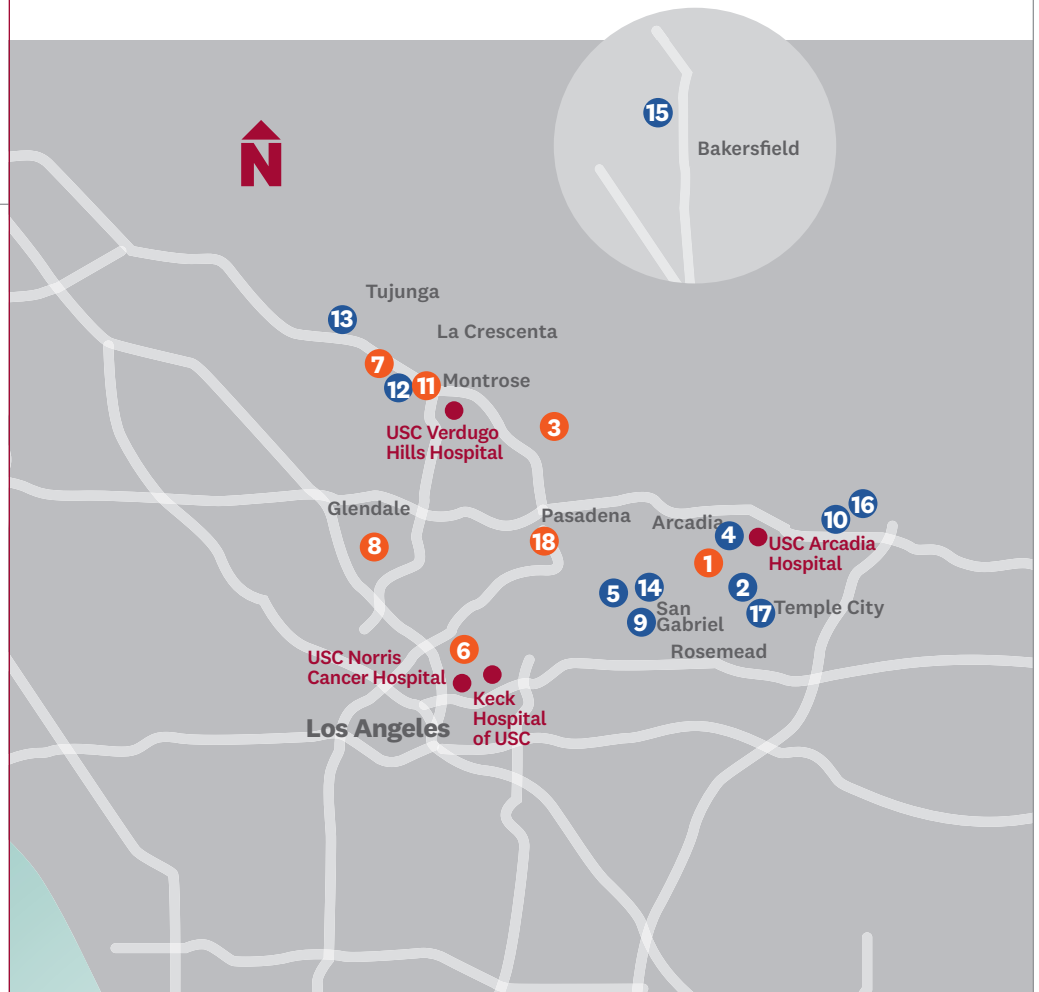 15
Bakersfield
N
Tujunga
13
La Crescenta
7
12
11
Montrose
3
USC Verdugo
Hills Hospital
16
10
Glendale
Pasadena
Arcadia
4
8
18
USC Arcadia
Hospital
1
5
14
2
San
Gabriel
9
17
Temple City
Rosemead
6
USC Norris
Cancer Hospital
Keck
Hospital
of USC
Los Angeles